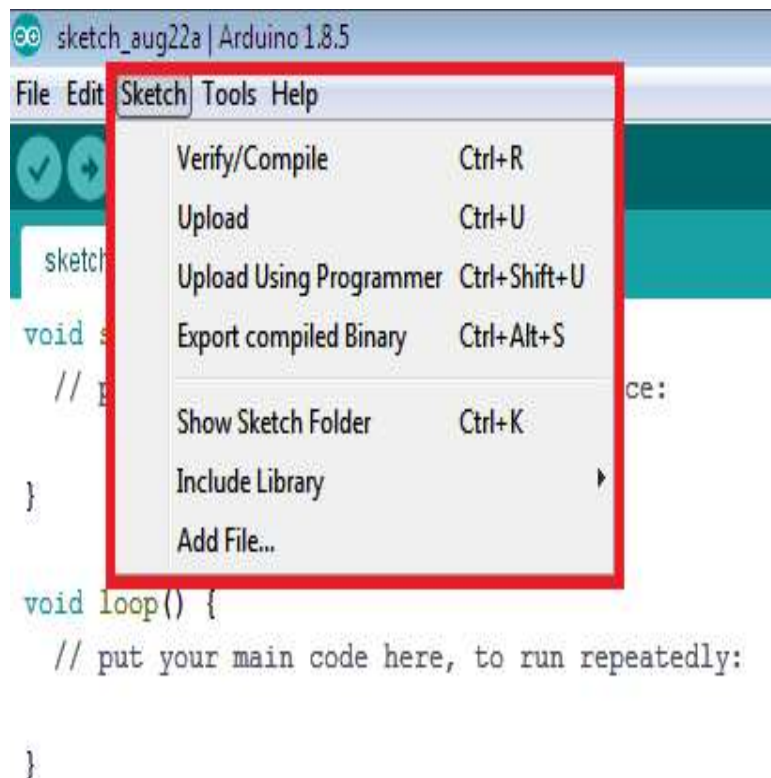 sketch_aug22a | Arduino 1.8.5
File Edit Sketch Tools Help
Verify/Compile Ctrl+R
Upload Ctrl+U
Upload Using Programmer Ctrl+Shift+U
Export compiled Binary Ctrl+Alt+S
Show Sketch Folder Ctrl+K
Include Library
Add File...
sketch
void
// ce:
}
void loop() {
// put your main code here, to run repeatedly:
}